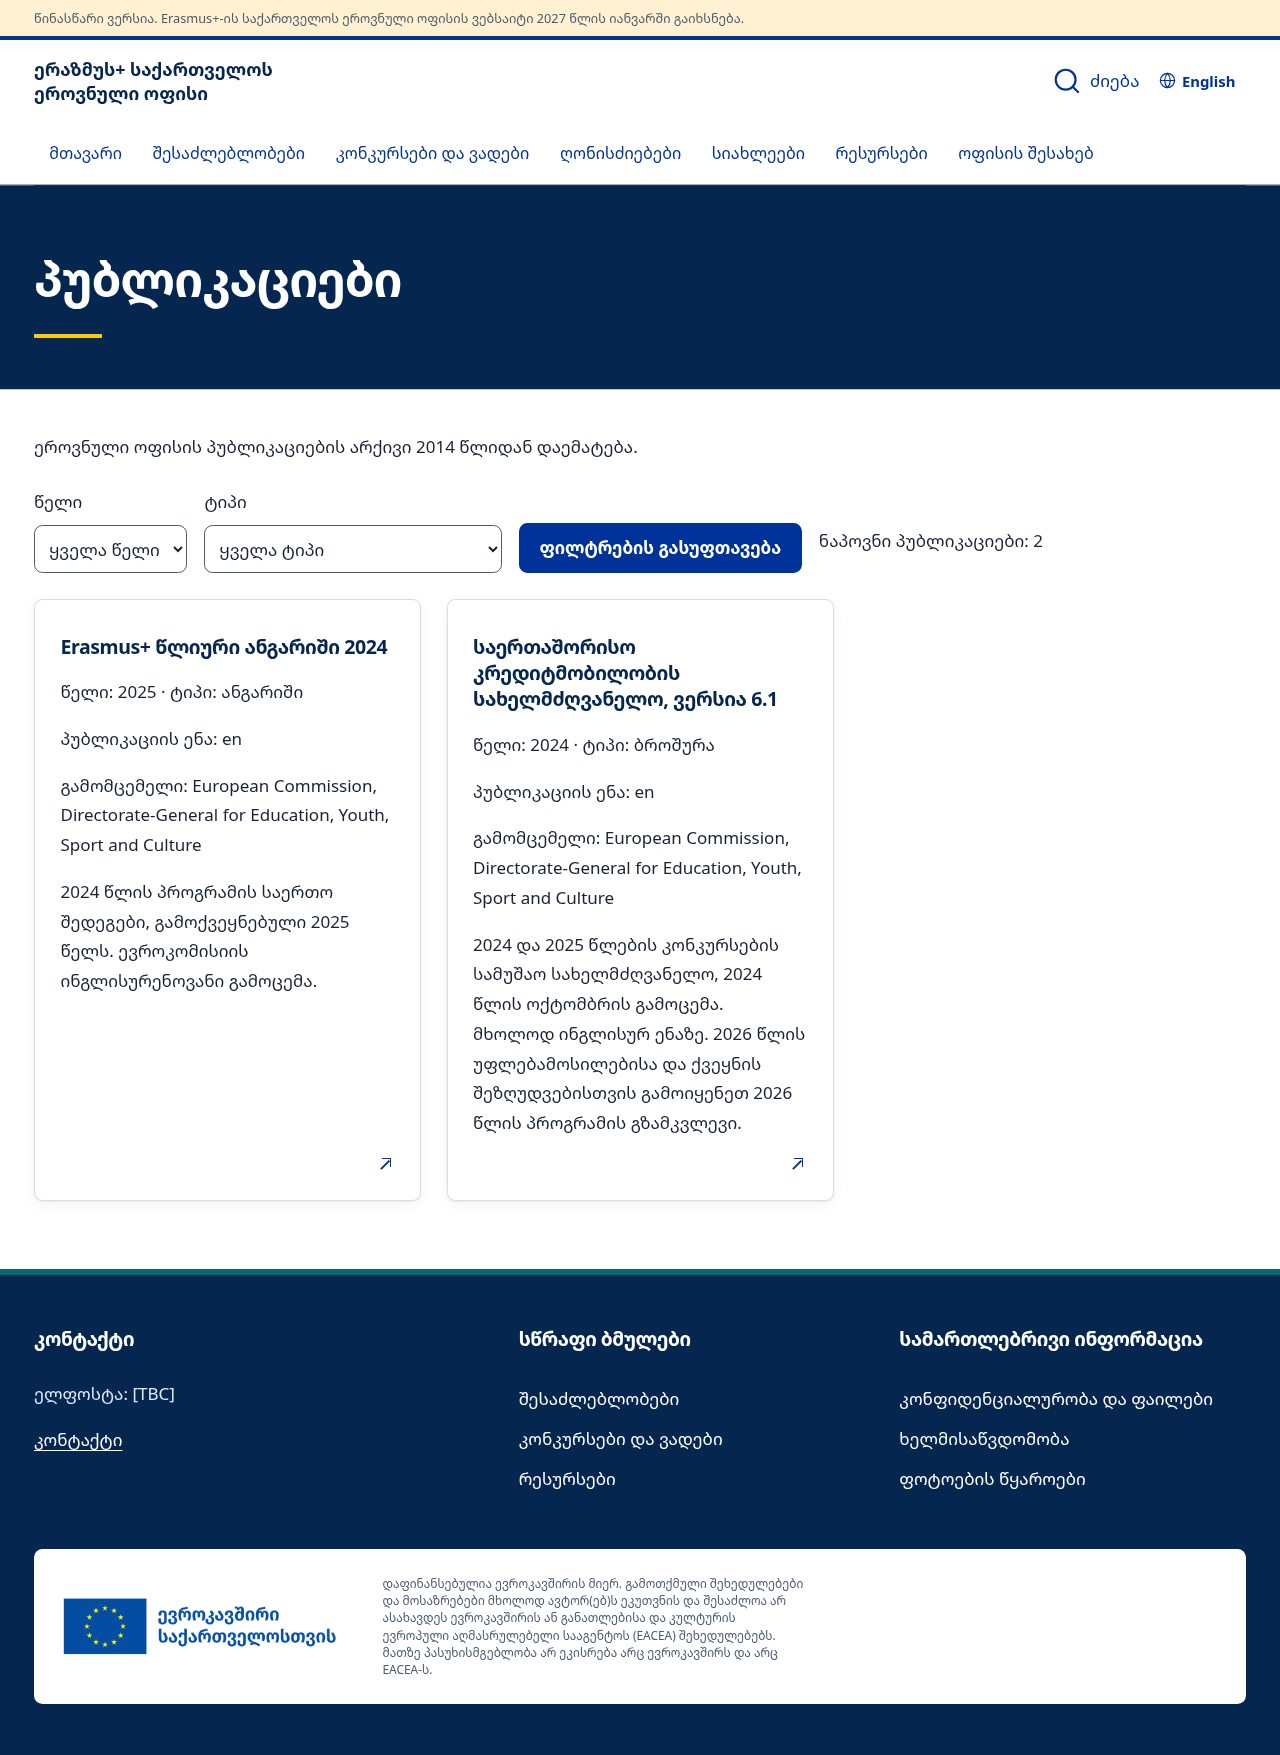 წინასწარი ვერსია. Erasmus+-ის საქართველოს ეროვნული ოფისის ვებსაიტი 2027 წლის იანვარში გაიხსნება.
ერაზმუს+ საქართველოს
ეროვნული ოფისი
ძიება
English
მთავარი
შესაძლებლობები
კონკურსები და ვადები
ღონისძიებები
სიახლეები
რესურსები
ოფისის შესახებ
პუბლიკაციები
ეროვნული ოფისის პუბლიკაციების არქივი 2014 წლიდან დაემატება.
წელი
ტიპი
ყველა წელი
ყველა ტიპი
ფილტრების გასუფთავება
ნაპოვნი პუბლიკაციები: 2
Erasmus+ წლიური ანგარიში 2024
წელი: 2025 · ტიპი: ანგარიში
პუბლიკაციის ენა: en
გამომცემელი: European Commission,
Directorate-General for Education, Youth,
Sport and Culture
2024 წლის პროგრამის საერთო
შედეგები, გამოქვეყნებული 2025
წელს. ევროკომისიის
ინგლისურენოვანი გამოცემა.
საერთაშორისო
კრედიტმობილობის
სახელმძღვანელო, ვერსია 6.1
წელი: 2024 · ტიპი: ბროშურა
პუბლიკაციის ენა: en
გამომცემელი: European Commission,
Directorate-General for Education, Youth,
Sport and Culture
2024 და 2025 წლების კონკურსების
სამუშაო სახელმძღვანელო, 2024
წლის ოქტომბრის გამოცემა.
მხოლოდ ინგლისურ ენაზე. 2026 წლის
უფლებამოსილებისა და ქვეყნის
შეზღუდვებისთვის გამოიყენეთ 2026
წლის პროგრამის გზამკვლევი.
კონტაქტი
ელფოსტა: [TBC]
კონტაქტი
სწრაფი ბმულები
შესაძლებლობები
კონკურსები და ვადები
რესურსები
სამართლებრივი ინფორმაცია
კონფიდენციალურობა და ფაილები
ხელმისაწვდომობა
ფოტოების წყაროები
ევროკავშირი
საქართველოსთვის
დაფინანსებულია ევროკავშირის მიერ. გამოთქმული შეხედულებები
და მოსაზრებები მხოლოდ ავტორ(ებ)ს ეკუთვნის და შესაძლოა არ
ასახავდეს ევროკავშირის ან განათლებისა და კულტურის
ევროპული აღმასრულებელი სააგენტოს (EACEA) შეხედულებებს.
მათზე პასუხისმგებლობა არ ეკისრება არც ევროკავშირს და არც
EACEA-ს.